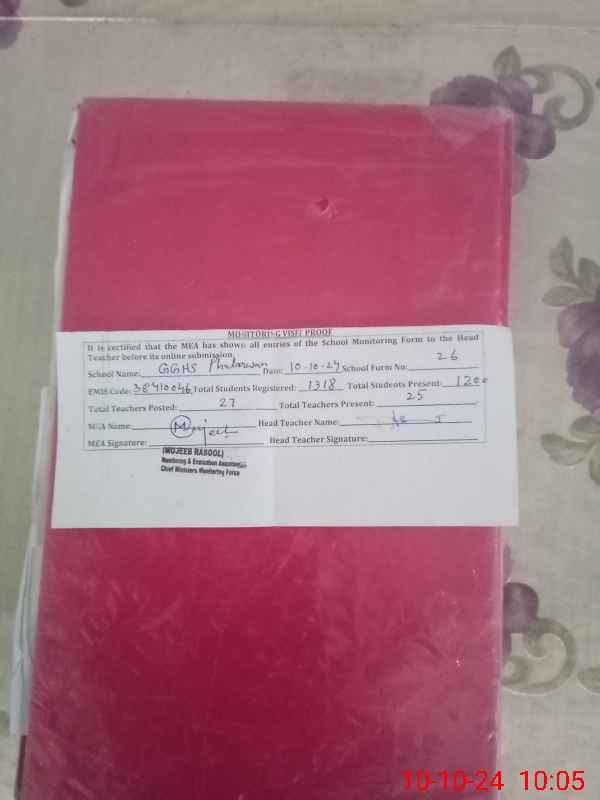 MONITORING VISIT PROOF
It is certified that the MEA has shown all entries of the School Monitoring Form to the Head
Teacher before its online submission.
School Name: GGHS Phularwan Date: 10-10-24 School Form No: 26
EMIS Code: 38410046 Total Students Registered: 1318 Total Students Present: 1200
Total Teachers Posted: 27 Total Teachers Present: 25
MEA Name: Mujeeb Head Teacher Name:
MEA Signature: Head Teacher Signature:
(MOJEEB RASOOL)
Monitoring & Evaluation Assistant
Chief Ministers Monitoring Force
10-10-24 10:05